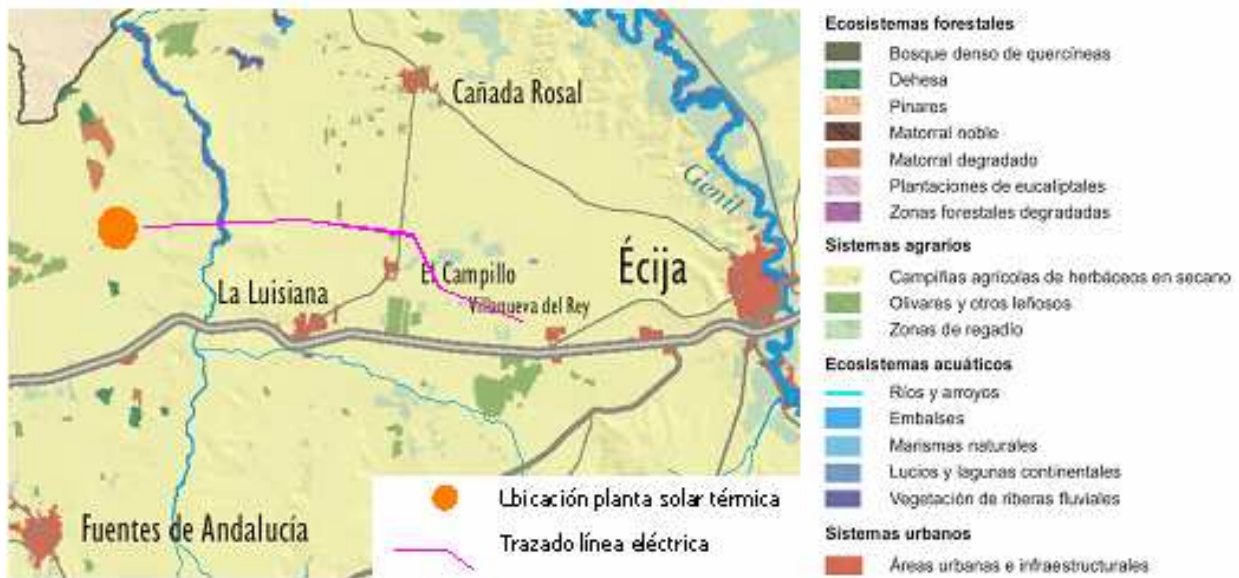 Cañada Rosal
Genil
Écija
El Campillo
La Luisiana
Villanueva del Rey
Fuentes de Andalucía
Ubicación planta solar térmica
Trazado línea eléctrica
Ecosistemas forestales
Bosque denso de quercíneas
Dehesa
Pinares
Matorral noble
Matorral degradado
Plantaciones de eucaliptales
Zonas forestales degradadas
Sistemas agrarios
Campiñas agrícolas de herbáceos en secano
Olivares y otros leñosos
Zonas de regadío
Ecosistemas acuáticos
Ríos y arroyos
Embalses
Marismas naturales
Lucios y lagunas continentales
Vegetación de riberas fluviales
Sistemas urbanos
Áreas urbanas e infraestructurales